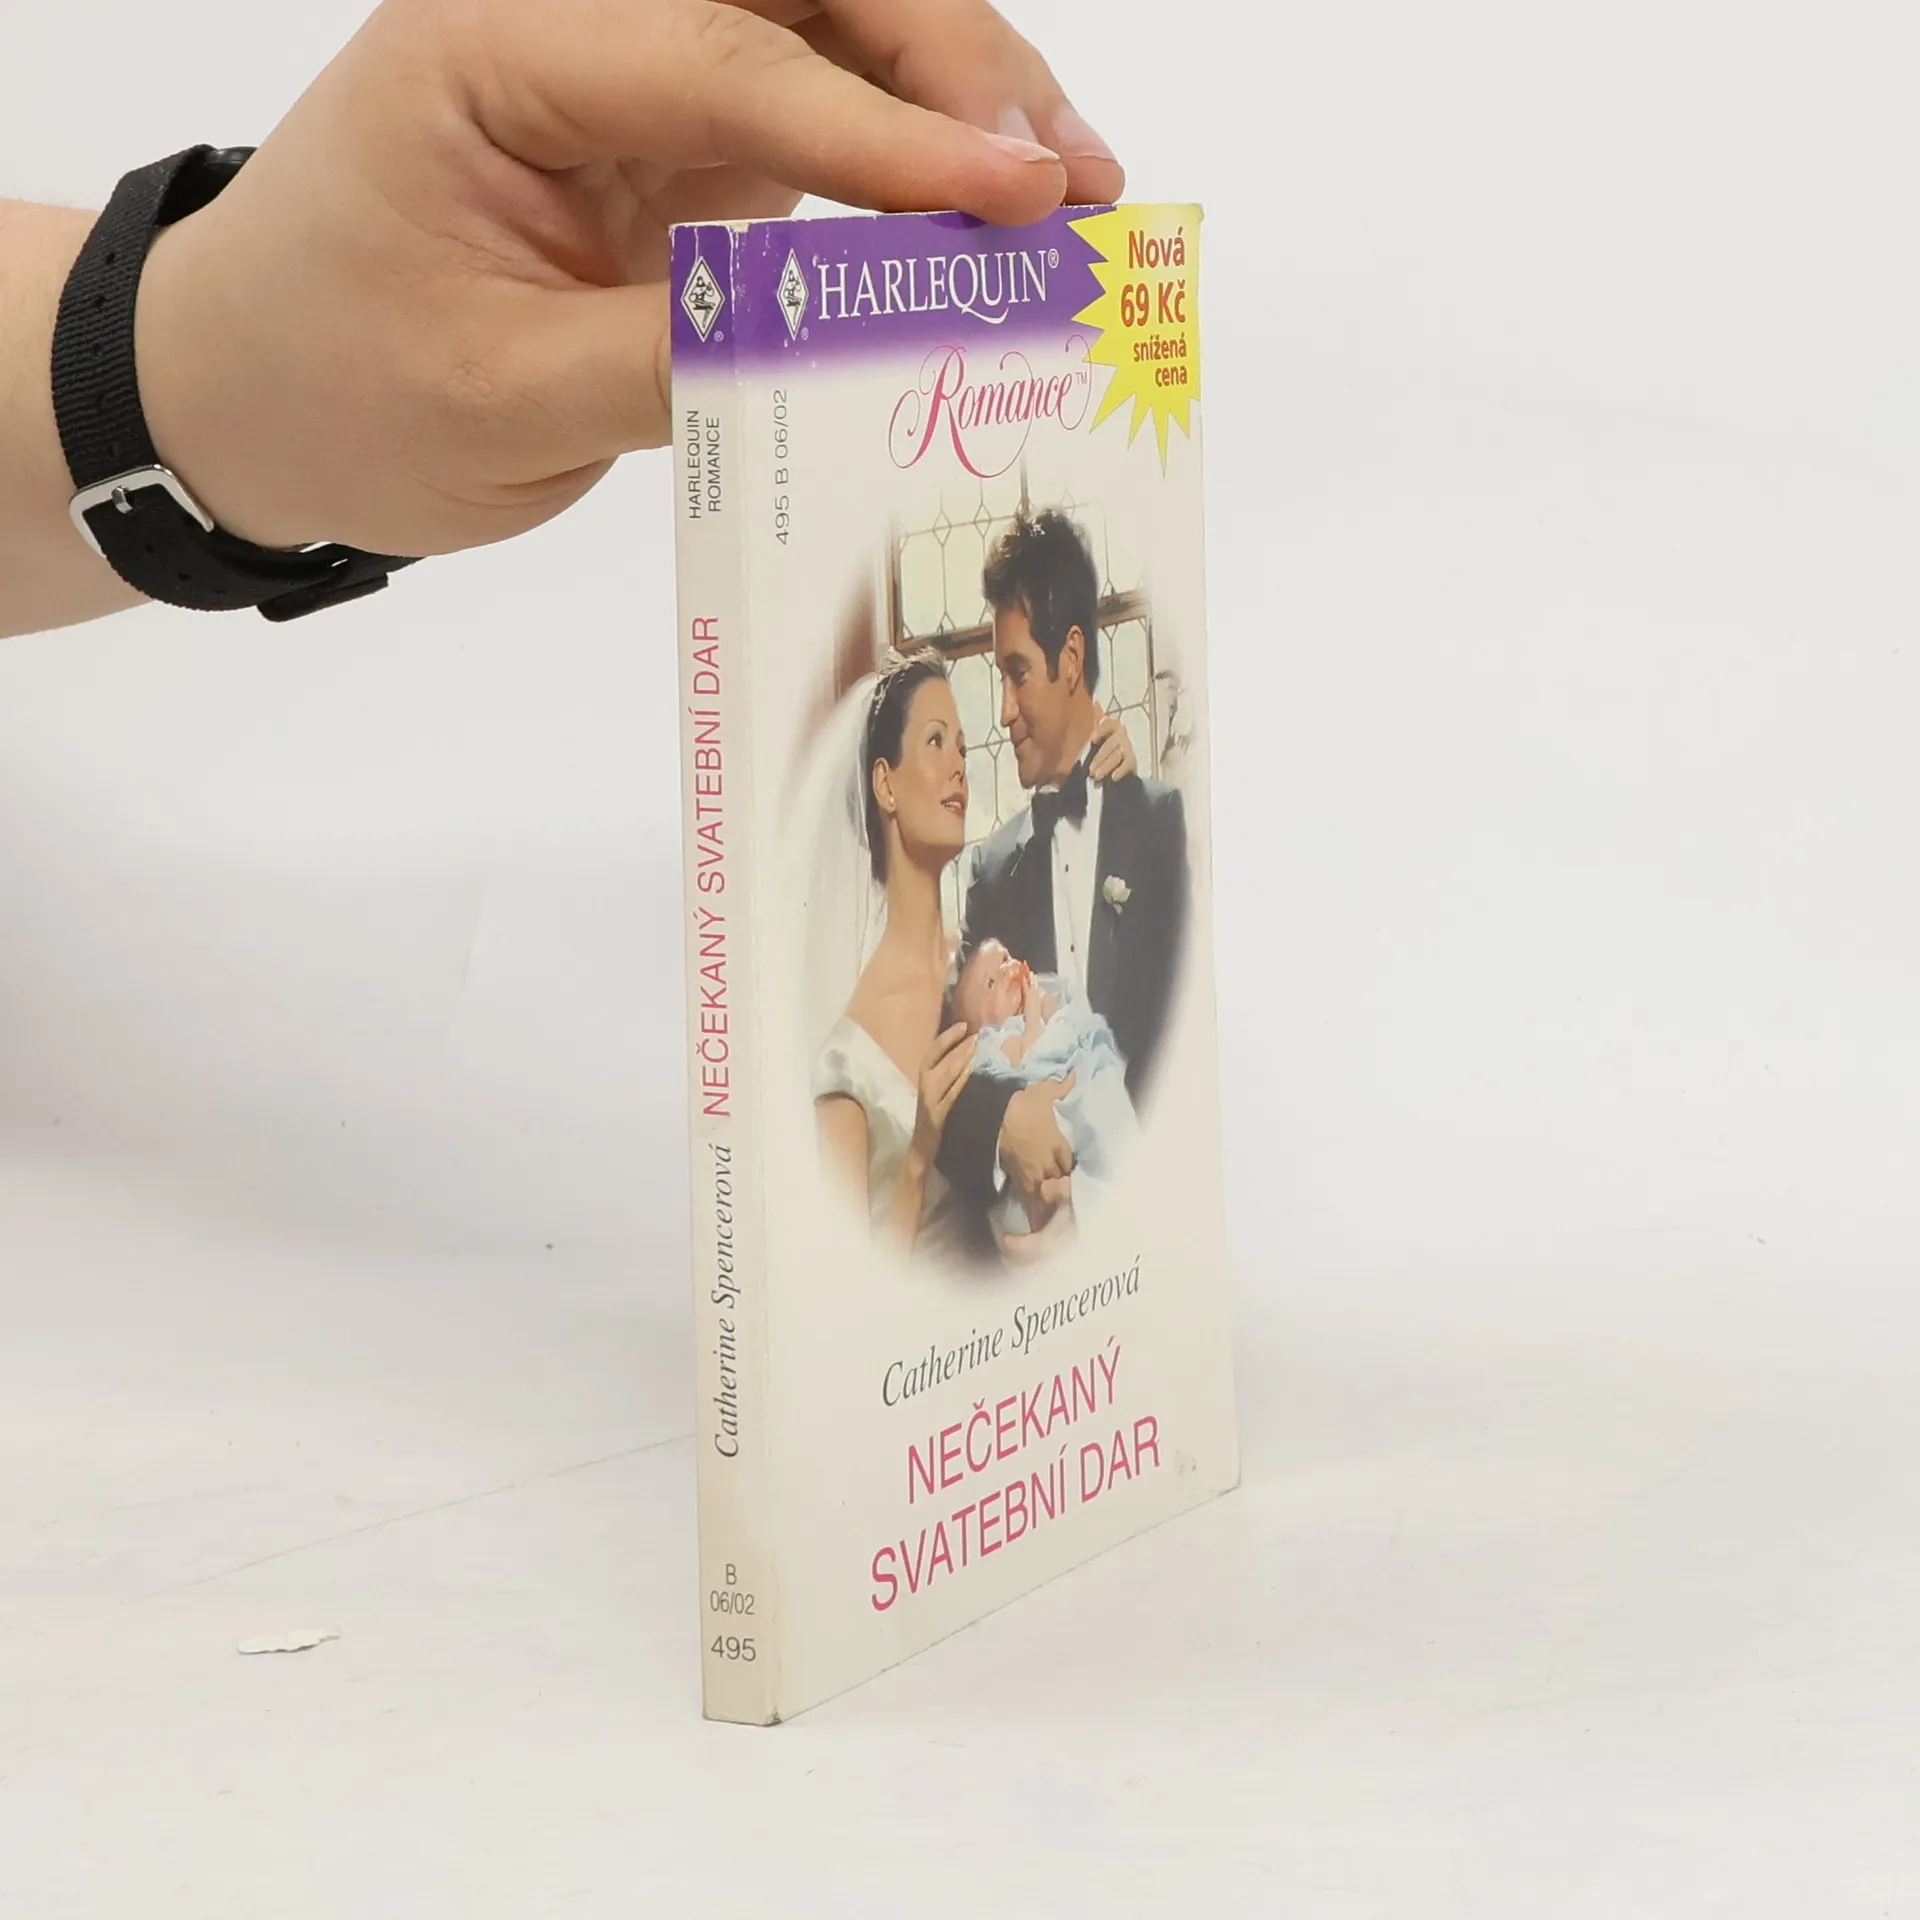 HARLEQUIN
ROMANCE
NEČEKANÝ SVATEBNÍ DAR
Catherine Spencerová
B
06/02
495
HARLEQUIN®
Romance™
495 B 06/02
Nová
69 Kč
snížená
cena
Catherine Spencerová
NEČEKANÝ
SVATEBNÍ DAR